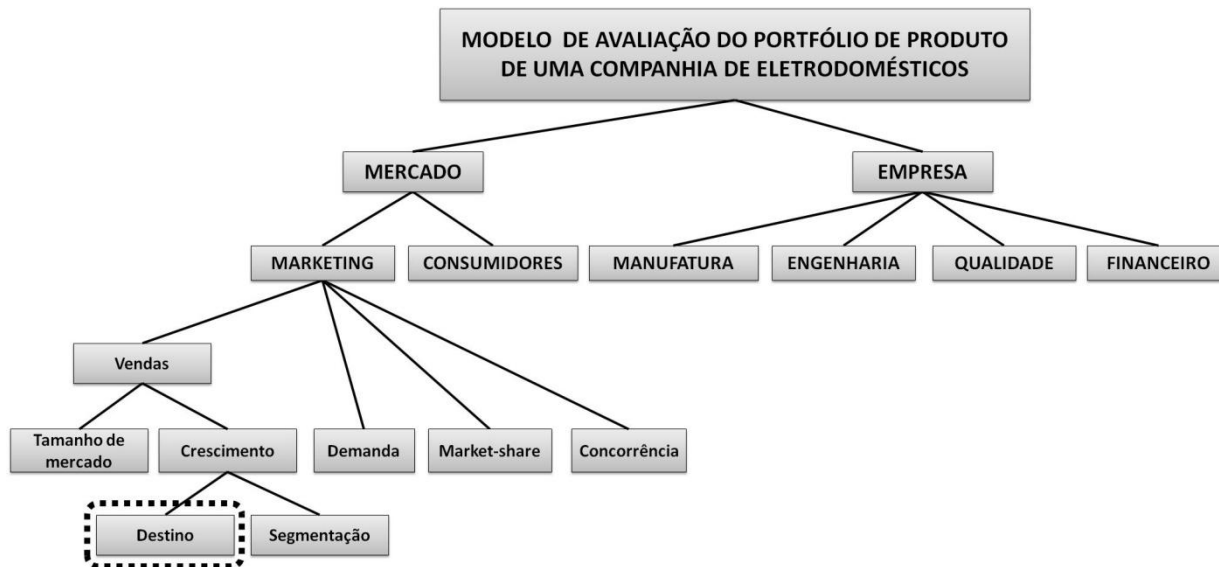 MODELO DE AVALIAÇÃO DO PORTFÓLIO DE PRODUTO
DE UMA COMPANHIA DE ELETRODOMÉSTICOS
MERCADO
EMPRESA
MARKETING
CONSUMIDORES
MANUFATURA
ENGENHARIA
QUALIDADE
FINANCEIRO
Vendas
Tamanho de
mercado
Crescimento
Demanda
Market-share
Concorrência
Destino
Segmentação